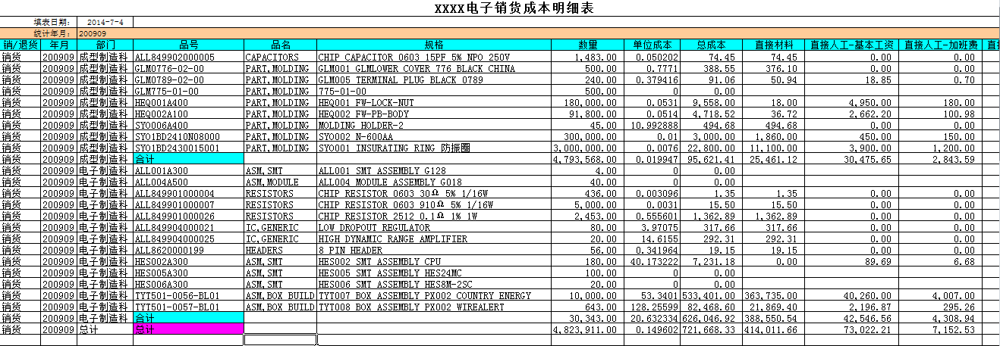 XXXX电子销货成本明细表
填表日期: 2014-7-4
统计年月: 200909
销/退货 年月 部门 品号 品名 规格 数量 单位成本 总成本 直接材料 直接人工-基本工资 直接人工-加班费
销货 200909 成型制造科 ALL849902000005 CAPACITORS CHIP CAPACITOR 0603 15PF 5% NPO 250V 1,483.00 0.050202 74.45 74.45 0.00 0.00
销货 200909 成型制造科 GLM0776-02-00 PART,MOLDING GLM001 GLMLOWER COVER 776 BLACK CHINA 500.00 0.7771 388.55 376.10 0.00 0.00
销货 200909 成型制造科 GLM0789-02-00 PART,MOLDING GLM005 TERMINAL PLUG BLACK 0789 240.00 0.379416 91.06 50.94 18.85 0.70
销货 200909 成型制造科 GLM775-01-00 PART,MOLDING 775-01-00 500.00 0 0.00
销货 200909 成型制造科 HEQ001A400 PART,MOLDING HEQ001 FW-LOCK-NUT 180,000.00 0.0531 9,558.00 18.00 4,950.00 180.00
销货 200909 成型制造科 HEQ002A100 PART,MOLDING HEQ002 FW-PB-BODY 91,800.00 0.0514 4,718.52 36.72 2,662.20 100.98
销货 200909 成型制造科 SYO006A400 PART,MOLDING MOLDING HOLDER-2 45.00 10.992888 494.68 494.68 0.00 0.00
销货 200909 成型制造科 SYO1BD2410N08000 PART,MOLDING SYO002 N-600AA 300,000.00 0.01 3,000.00 1,860.00 450.00 150.00
销货 200909 成型制造科 SYO1BD2430015001 PART,MOLDING SYO001 INSURATING RING 防振圈 3,000,000.00 0.0076 22,800.00 11,100.00 3,900.00 1,200.00
销货 200909 成型制造科 合计 4,793,568.00 0.019947 95,621.41 25,461.12 30,475.65 2,843.59
销货 200909 电子制造科 ALL001A300 ASM,SMT ALL001 SMT ASSEMBLY G128 4.00 0 0.00
销货 200909 电子制造科 ALL004A500 ASM,MODULE ALL004 MODULE ASSEMBLY G018 40.00 0 0.00
销货 200909 电子制造科 ALL849901000004 RESISTORS CHIP RESISTOR 0603 30Ω 5% 1/16W 436.00 0.003096 1.35 1.35 0.00 0.00
销货 200909 电子制造科 ALL849901000007 RESISTORS CHIP RESISTOR 0603 910Ω 5% 1/16W 5,000.00 0.0031 15.50 15.50 0.00 0.00
销货 200909 电子制造科 ALL849901000026 RESISTORS CHIP RESISTOR 2512 0.1Ω 1% 1W 2,453.00 0.555601 1,362.89 1,362.89 0.00 0.00
销货 200909 电子制造科 ALL849904000021 IC,GENERIC LOW DROPOUT REGULATOR 80.00 3.97075 317.66 317.66 0.00 0.00
销货 200909 电子制造科 ALL849904000025 IC,GENERIC HIGH DYNAMIC RANGE AMPLIFIER 20.00 14.6155 292.31 292.31 0.00 0.00
销货 200909 电子制造科 ALL8620000199 HEADERS 8 PIN HEADER 56.00 0.341964 19.15 19.15 0.00 0.00
销货 200909 电子制造科 HES002A300 ASM,SMT HES002 SMT ASSEMBLY CPU 180.00 40.173222 7,231.18 0.00 89.69 6.68
销货 200909 电子制造科 HES005A300 ASM,SMT HES005 SMT ASSEMBLY HES24MC 100.00 0 0.00
销货 200909 电子制造科 HES006A300 ASM,SMT HES006 SMT ASSEMBLY HES8M-2SC 20.00 0 0.00
销货 200909 电子制造科 TYT501-0056-BL01 ASM,BOX BUILD TYT007 BOX ASSEMBLY PX002 COUNTRY ENERGY 10,000.00 53.3401 533,401.00 363,735.00 40,260.00 4,007.00
销货 200909 电子制造科 TYT501-0057-BL01 ASM,BOX BUILD TYT008 BOX ASSEMBLY PX002 WIREALERT 643.00 128.25599 82,468.60 21,869.40 2,196.87 295.26
销货 200909 电子制造科 合计 30,343.00 20.632334 626,046.92 388,550.54 42,546.56 4,308.94
销货 200909 总计 总计 4,823,911.00 0.149602 721,668.33 414,011.66 73,022.21 7,152.53